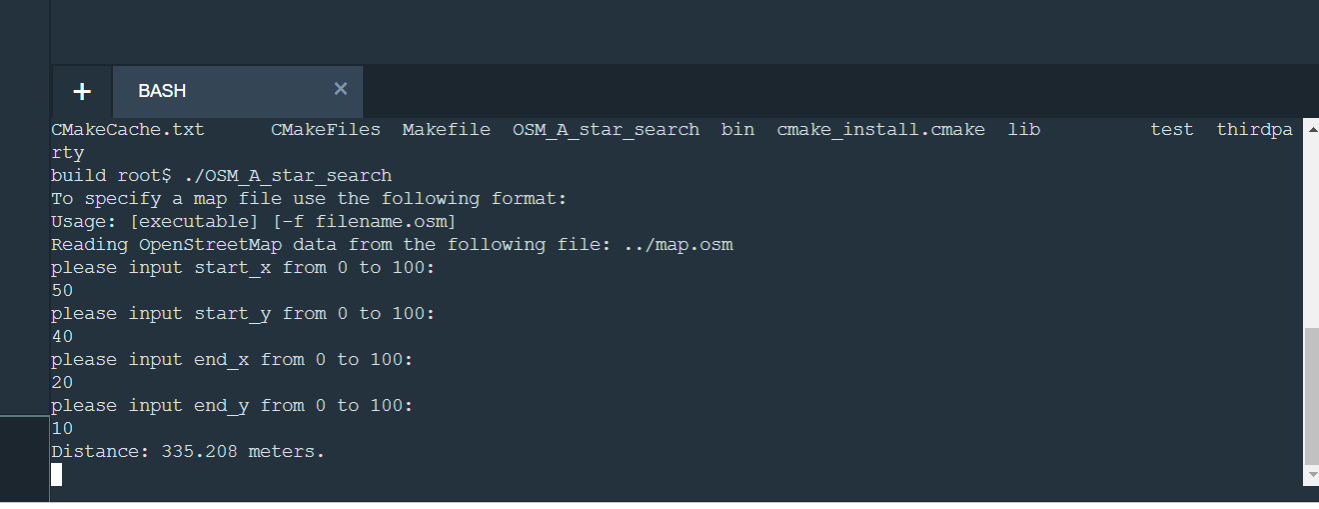 + BASH ×
CMakeCache.txt      CMakeFiles  Makefile  OSM_A_star_search  bin  cmake_install.cmake  lib          test  thirdpa
rty
build root$ ./OSM_A_star_search
To specify a map file use the following format:
Usage: [executable] [-f filename.osm]
Reading OpenStreetMap data from the following file: ../map.osm
please input start_x from 0 to 100:
50
please input start_y from 0 to 100:
40
please input end_x from 0 to 100:
20
please input end_y from 0 to 100:
10
Distance: 335.208 meters.